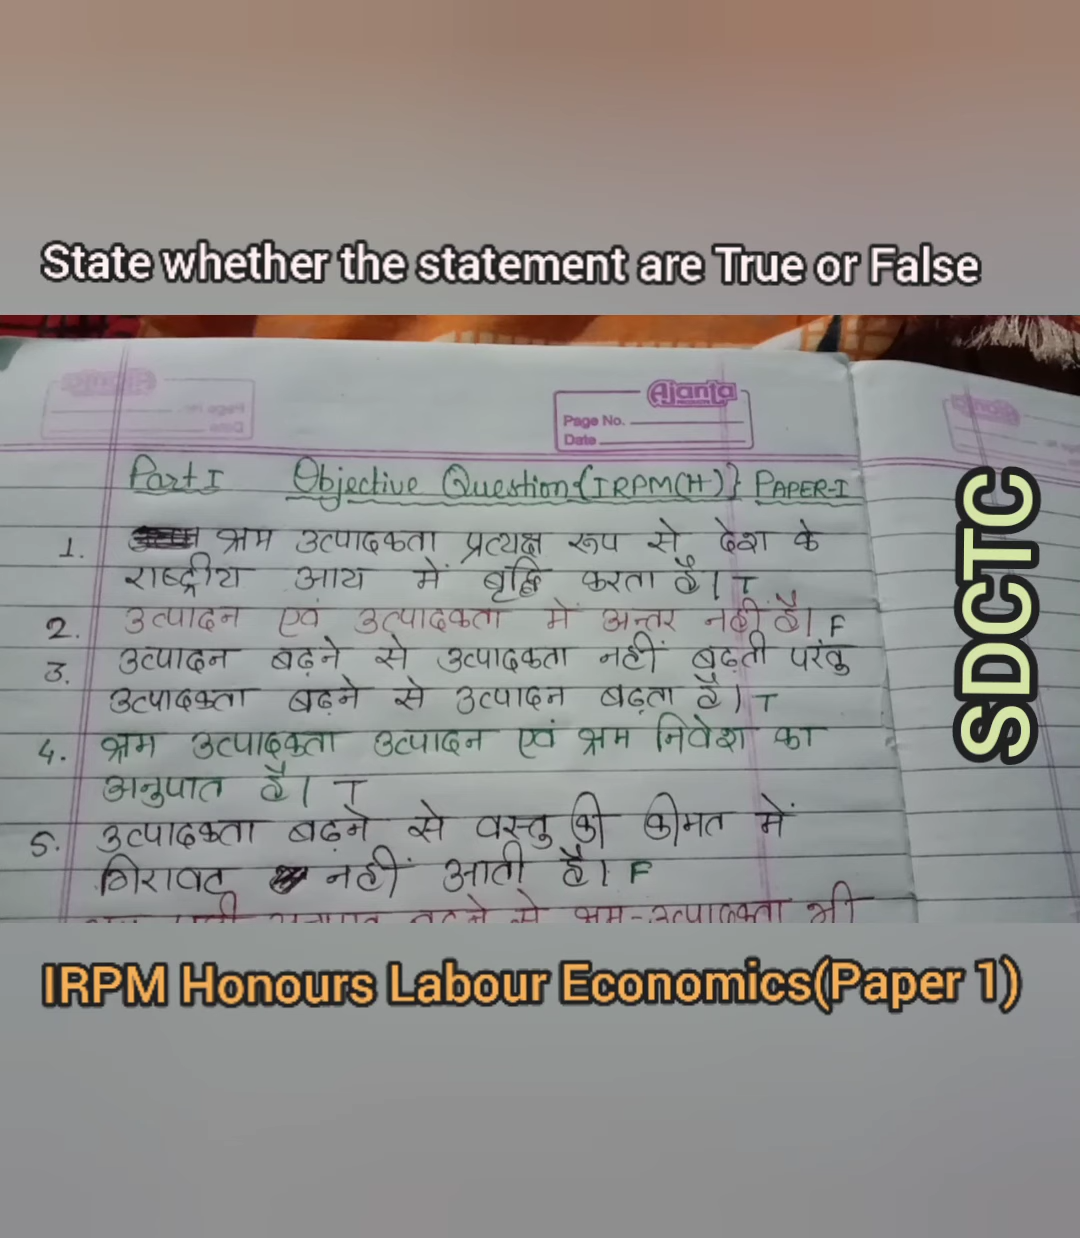 State whether the statement are True or False
Ajanta
Page No.
Date
Part I Objective Question {IRPM(H)} PAPER-I
1. श्रम उत्पादकता प्रत्यक्ष रूप से देश के
राष्ट्रीय आय में बृद्धि करता है। T
2. उत्पादन एवं उत्पादकता में अन्तर नहीं है। F
3. उत्पादन बढ़ने से उत्पादकता नहीं बढ़ती परंतु
उत्पादकता बढ़ने से उत्पादन बढ़ता है। T
4. श्रम उत्पादकता उत्पादन एवं श्रम निवेश का
अनुपात है। T
5. उत्पादकता बढ़ने से वस्तु की कीमत में
गिरावट नहीं आती है। F
से श्रम-उत्पादकता भी
SDCTC
IRPM Honours Labour Economics(Paper 1)